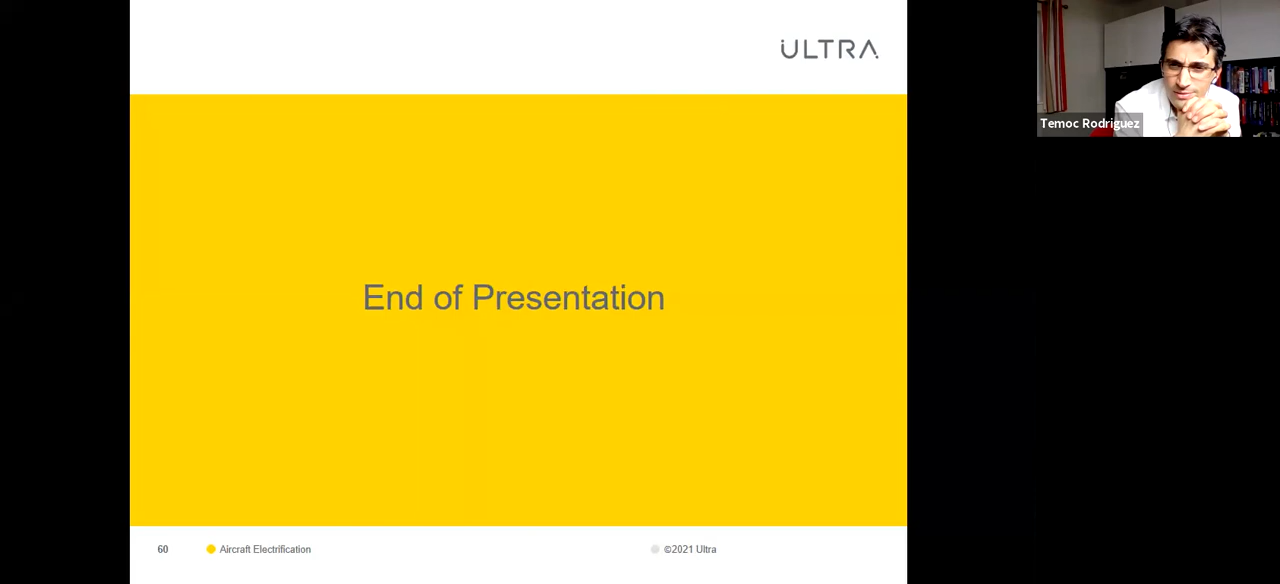 ULTRA
Temoc Rodriguez
End of Presentation
60
Aircraft Electrification
©2021 Ultra